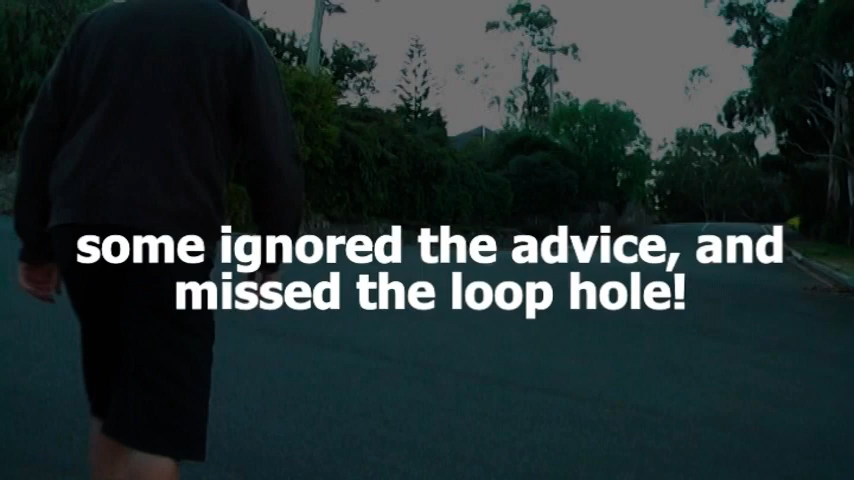 some ignored the advice, and
missed the loop hole!